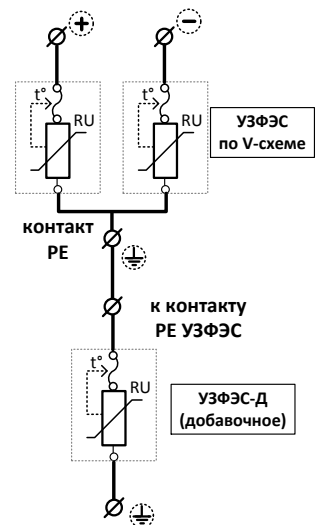 + −
t° RU t° RU
УЗФЭС
по V-схеме
контакт
PE
к контакту
PE УЗФЭС
t° RU
УЗФЭС-Д
(добавочное)